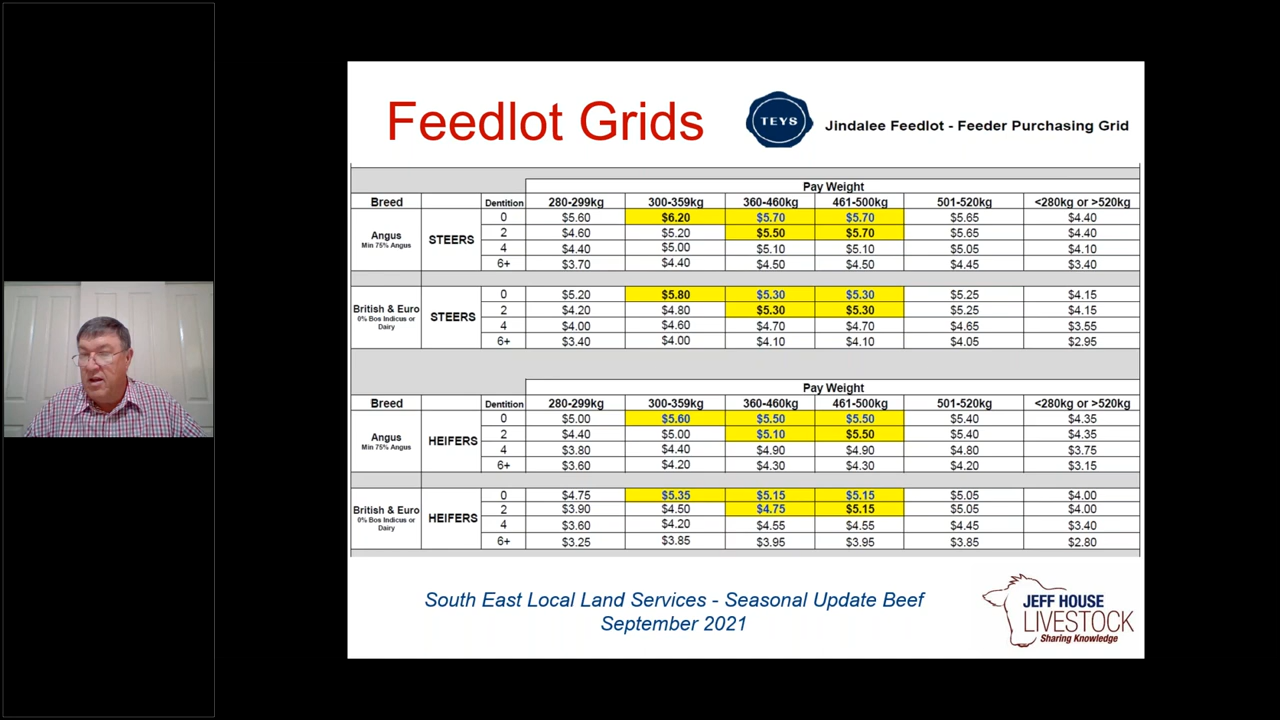 Feedlot Grids
TEYS
Jindalee Feedlot - Feeder Purchasing Grid
Pay Weight
Breed Dentition 280-299kg 300-359kg 360-460kg 461-500kg 501-520kg <280kg or >520kg
Angus
Min 75% Angus
STEERS
0 $5.60 $6.20 $5.70 $5.70 $5.65 $4.40
2 $4.60 $5.20 $5.50 $5.70 $5.65 $4.40
4 $4.40 $5.00 $5.10 $5.10 $5.05 $4.10
6+ $3.70 $4.40 $4.50 $4.50 $4.45 $3.40
British & Euro
0% Bos Indicus or
Dairy
STEERS
0 $5.20 $5.80 $5.30 $5.30 $5.25 $4.15
2 $4.20 $4.80 $5.30 $5.30 $5.25 $4.15
4 $4.00 $4.60 $4.70 $4.70 $4.65 $3.55
6+ $3.40 $4.00 $4.10 $4.10 $4.05 $2.95
Pay Weight
Breed Dentition 280-299kg 300-359kg 360-460kg 461-500kg 501-520kg <280kg or >520kg
Angus
Min 75% Angus
HEIFERS
0 $5.00 $5.60 $5.50 $5.50 $5.40 $4.35
2 $4.40 $5.00 $5.10 $5.50 $5.40 $4.35
4 $3.80 $4.40 $4.90 $4.90 $4.80 $3.75
6+ $3.60 $4.20 $4.30 $4.30 $4.20 $3.15
British & Euro
0% Bos Indicus or
Dairy
HEIFERS
0 $4.75 $5.35 $5.15 $5.15 $5.05 $4.00
2 $3.90 $4.50 $4.75 $5.15 $5.05 $4.00
4 $3.60 $4.20 $4.55 $4.55 $4.45 $3.40
6+ $3.25 $3.85 $3.95 $3.95 $3.85 $2.80
South East Local Land Services - Seasonal Update Beef
September 2021
JEFF HOUSE
LIVESTOCK
Sharing Knowledge